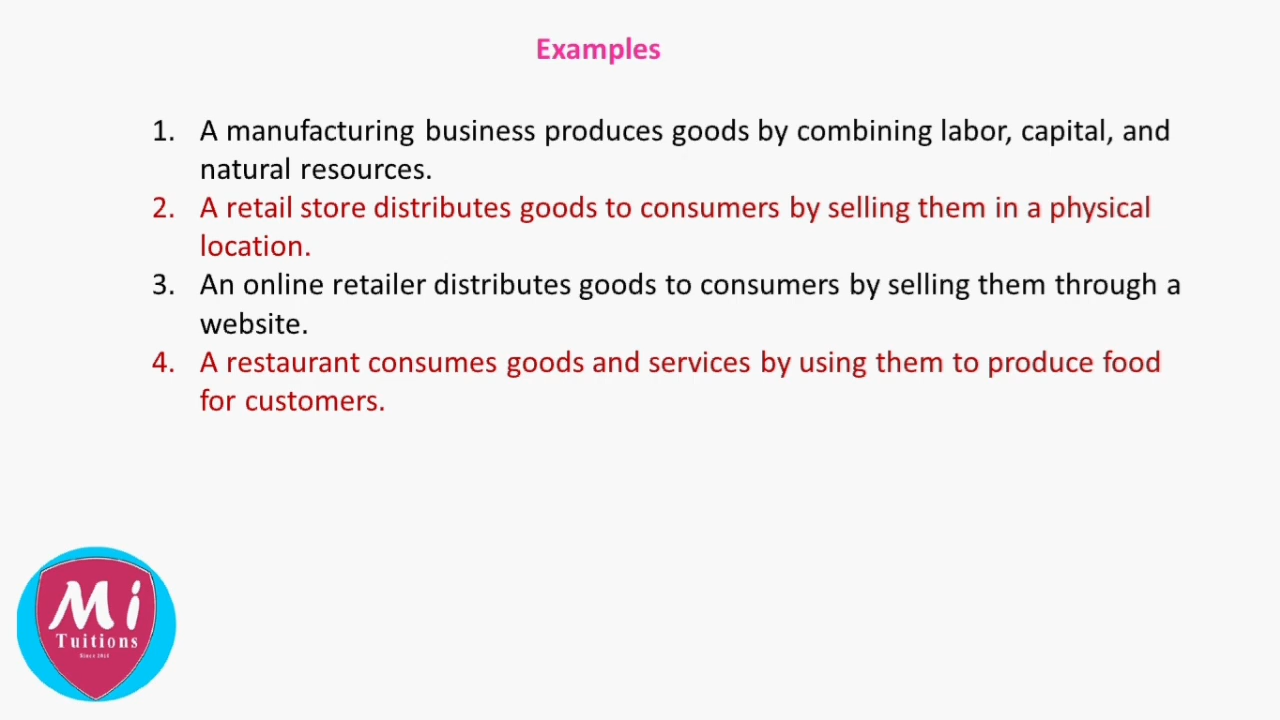 Examples
1. A manufacturing business produces goods by combining labor, capital, and
natural resources.
2. A retail store distributes goods to consumers by selling them in a physical
location.
3. An online retailer distributes goods to consumers by selling them through a
website.
4. A restaurant consumes goods and services by using them to produce food
for customers.
Mi
Tuitions